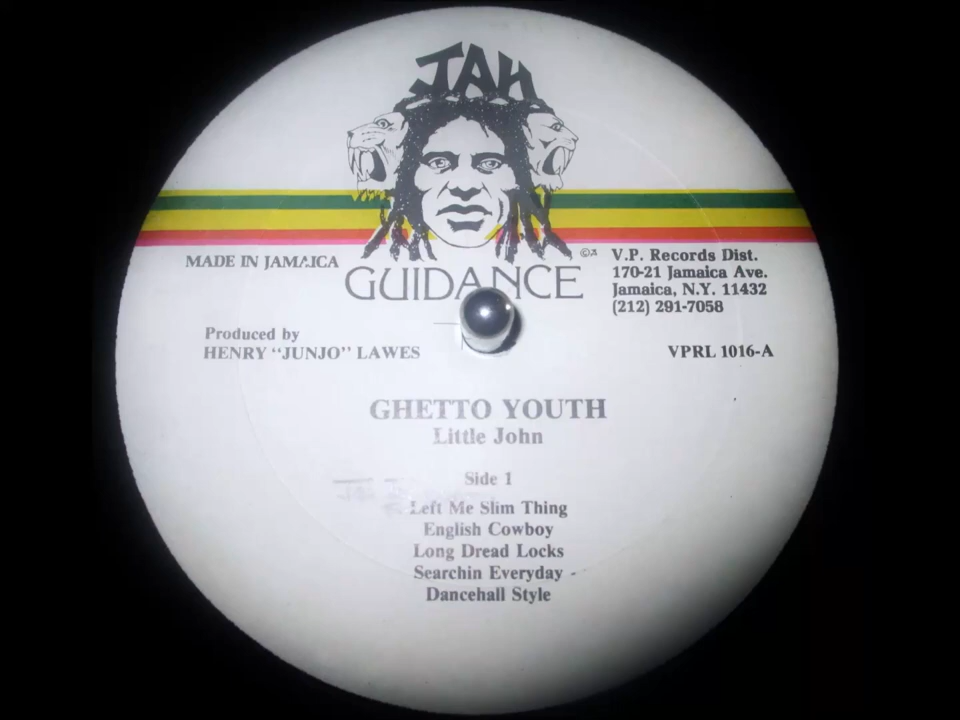 JAH
GUIDANCE
MADE IN JAMAICA
V.P. Records Dist.
170-21 Jamaica Ave.
Jamaica, N.Y. 11432
(212) 291-7058
Produced by
HENRY "JUNJO" LAWES
VPRL 1016-A
GHETTO YOUTH
Little John
Side 1
Left Me Slim Thing
English Cowboy
Long Dread Locks
Searchin Everyday -
Dancehall Style